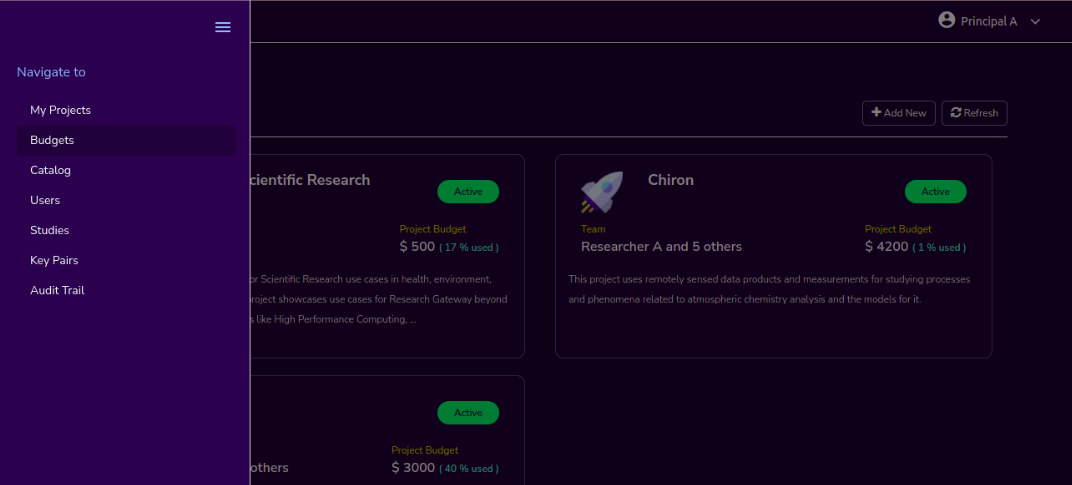 Principal A
Navigate to
My Projects
Budgets
Catalog
Users
Studies
Key Pairs
Audit Trail
Add New
Refresh
Scientific Research
Active
Project Budget
$ 500 ( 17 % used )
or Scientific Research use cases in health, environment,
project showcases use cases for Research Gateway beyond
s like High Performance Computing, ...
Chiron
Active
Team
Project Budget
Researcher A and 5 others
$ 4200 ( 1 % used )
This project uses remotely sensed data products and measurements for studying processes
and phenomena related to atmospheric chemistry analysis and the models for it.
Active
Project Budget
others
$ 3000 ( 40 % used )